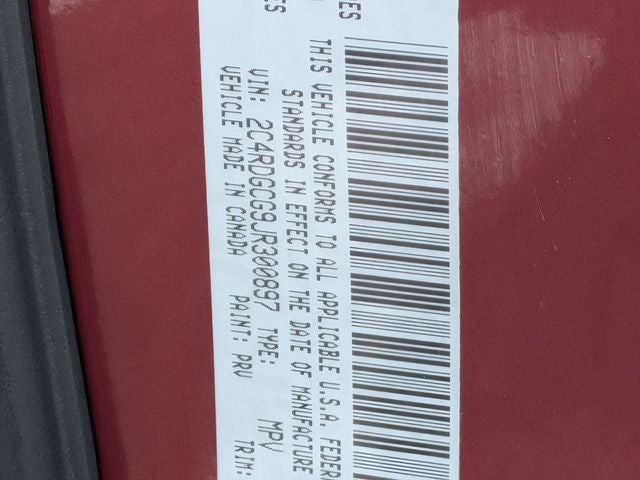 ES
THIS VEHICLE CONFORMS TO ALL APPLICABLE U.S.A. FEDER
STANDARDS IN EFFECT ON THE DATE OF MANUFACTURE
VIN: 2C4RDGCG9JR300897 TYPE: MPV
VEHICLE MADE IN CANADA PAINT: PRV TRIM: